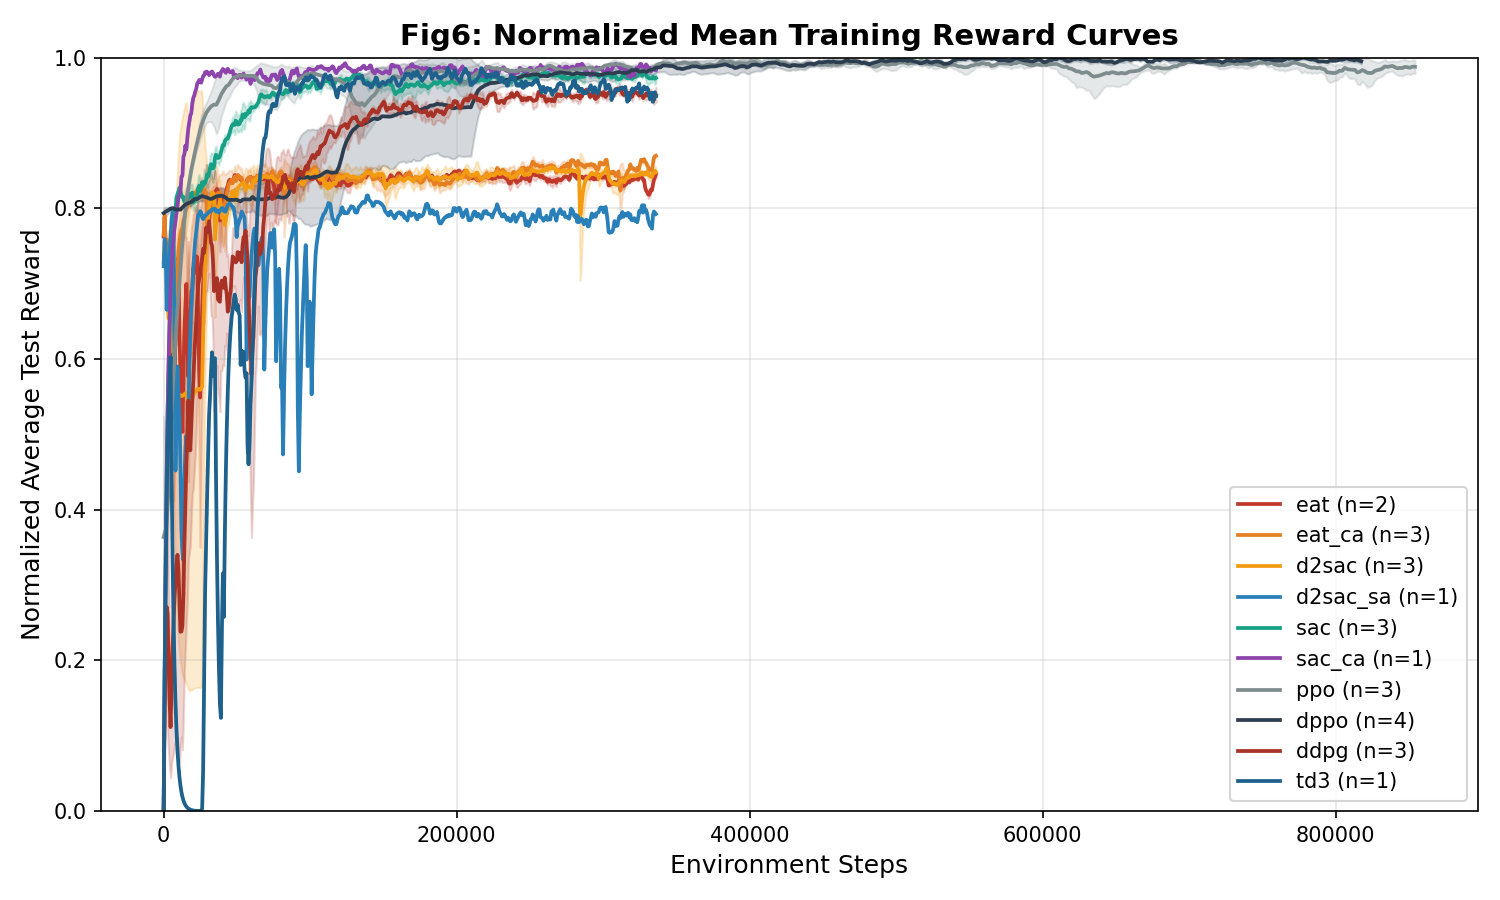 Fig6: Normalized Mean Training Reward Curves
Normalized Average Test Reward
1.0
0.8
0.6
0.4
0.2
0.0
0
200000
400000
600000
800000
Environment Steps
eat (n=2)
eat_ca (n=3)
d2sac (n=3)
d2sac_sa (n=1)
sac (n=3)
sac_ca (n=1)
ppo (n=3)
dppo (n=4)
ddpg (n=3)
td3 (n=1)